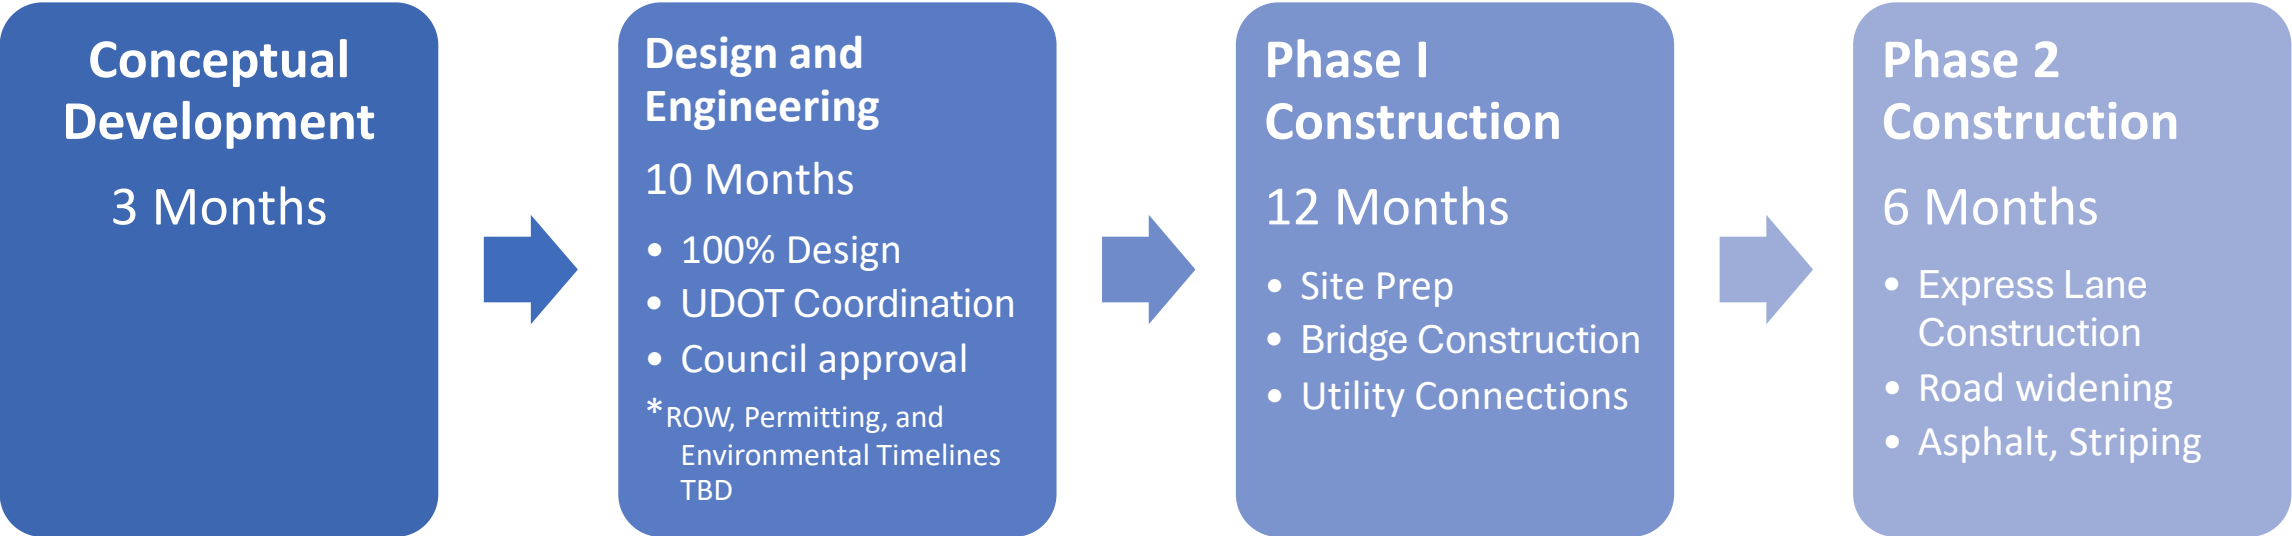 Conceptual
Development
3 Months
Design and
Engineering
10 Months
• 100% Design
• UDOT Coordination
• Council approval
*ROW, Permitting, and
Environmental Timelines
TBD
Phase I
Construction
12 Months
• Site Prep
• Bridge Construction
• Utility Connections
Phase 2
Construction
6 Months
• Express Lane
Construction
• Road widening
• Asphalt, Striping